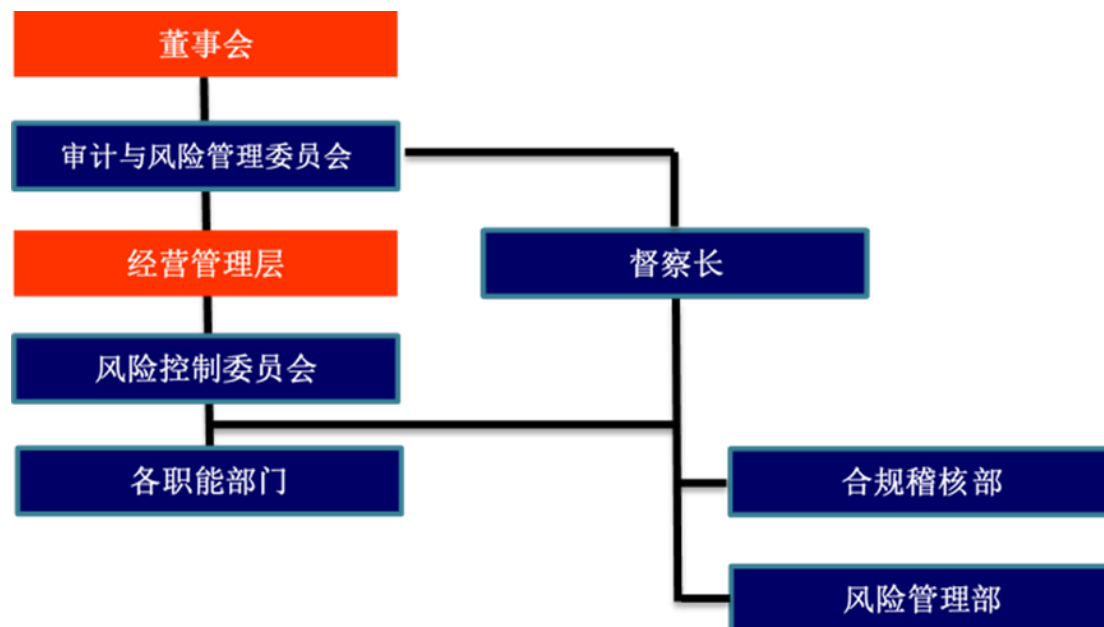 董事会
审计与风险管理委员会
经营管理层
督察长
风险控制委员会
各职能部门
合规稽核部
风险管理部